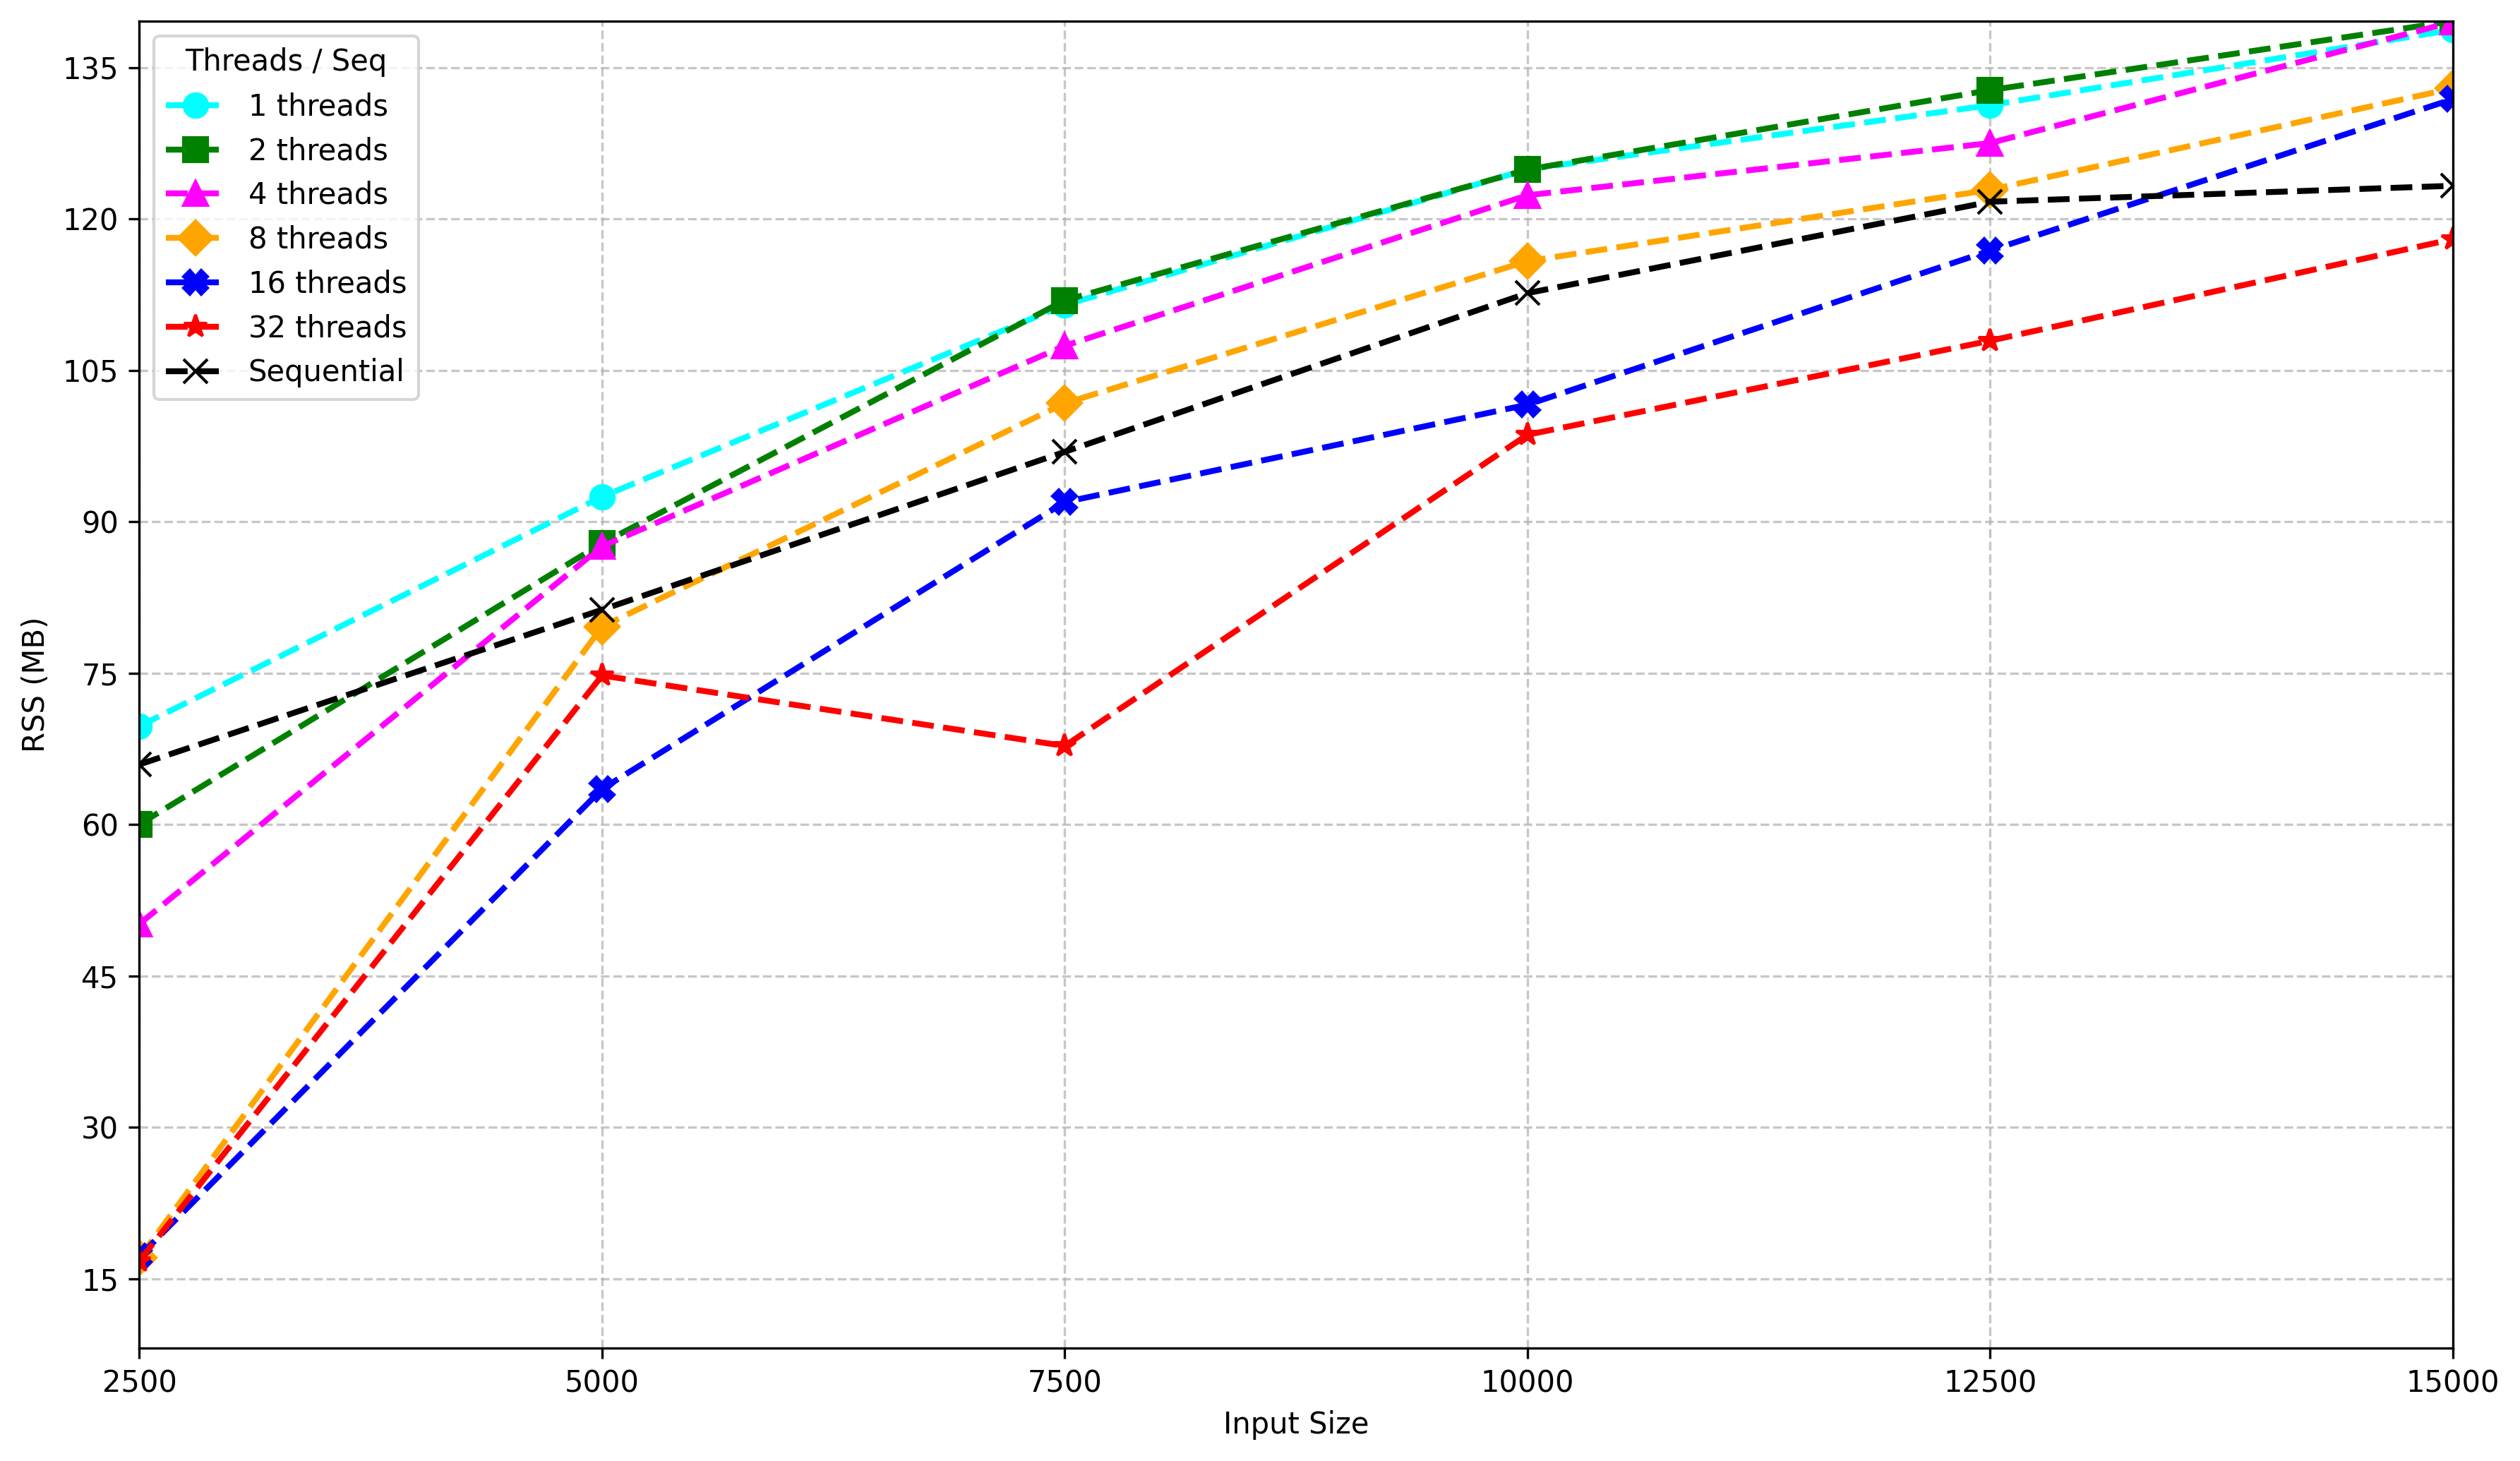 Threads / Seq
1 threads
2 threads
4 threads
8 threads
16 threads
32 threads
Sequential
RSS (MB)
135
120
105
90
75
60
45
30
15
2500 5000 7500 10000 12500 15000
Input Size